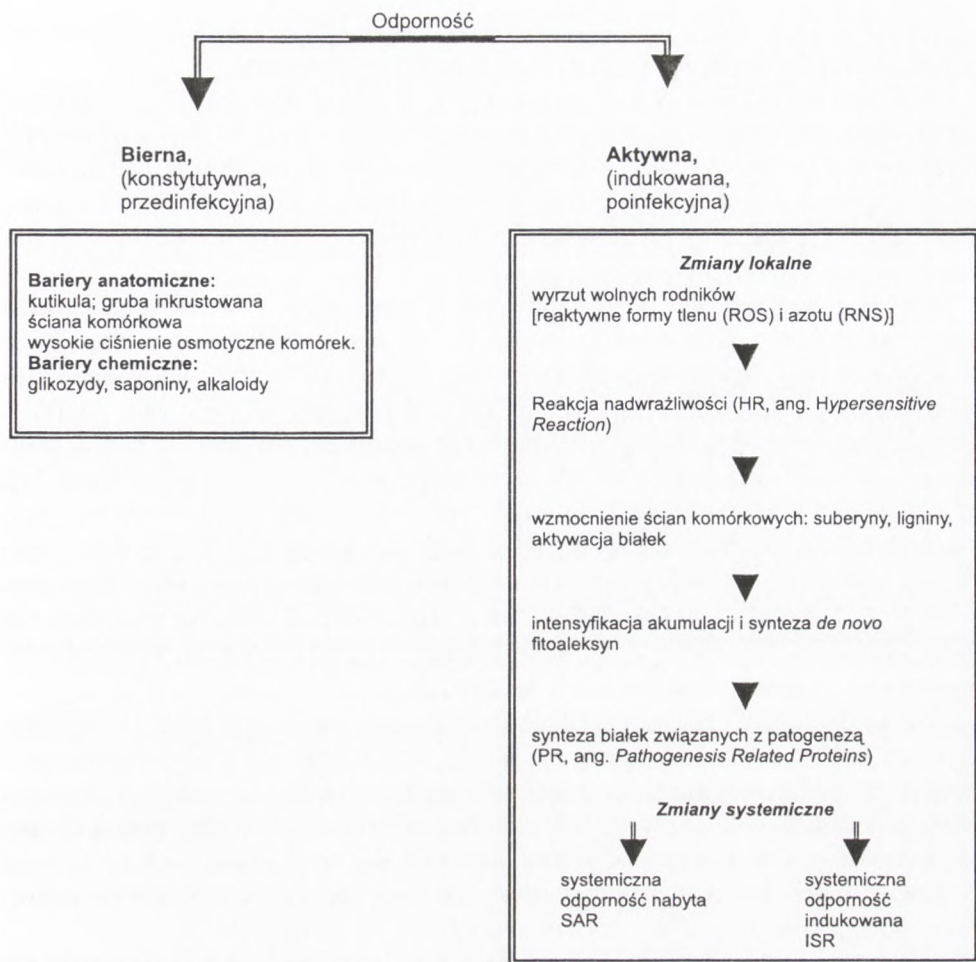 Odporność
Bierna,
(konstytutywna,
przedinfekcyjna)
Bariery anatomiczne:
kutikula; gruba inkrustowana
ściana komórkowa
wysokie ciśnienie osmotyczne komórek.
Bariery chemiczne:
glikozydy, saponiny, alkaloidy
Aktywna,
(indukowana,
poinfekcyjna)
Zmiany lokalne
wyrzut wolnych rodników
[reaktywne formy tlenu (ROS) i azotu (RNS)]
Reakcja nadwrażliwości (HR, ang. Hypersensitive
Reaction)
wzmocnienie ścian komórkowych: suberyny, ligniny,
aktywacja białek
intensyfikacja akumulacji i synteza de novo
fitoaleksyn
synteza białek związanych z patogenezą
(PR, ang. Pathogenesis Related Proteins)
Zmiany systemiczne
systemiczna
odporność nabyta
SAR
systemiczna
odporność
indukowana
ISR